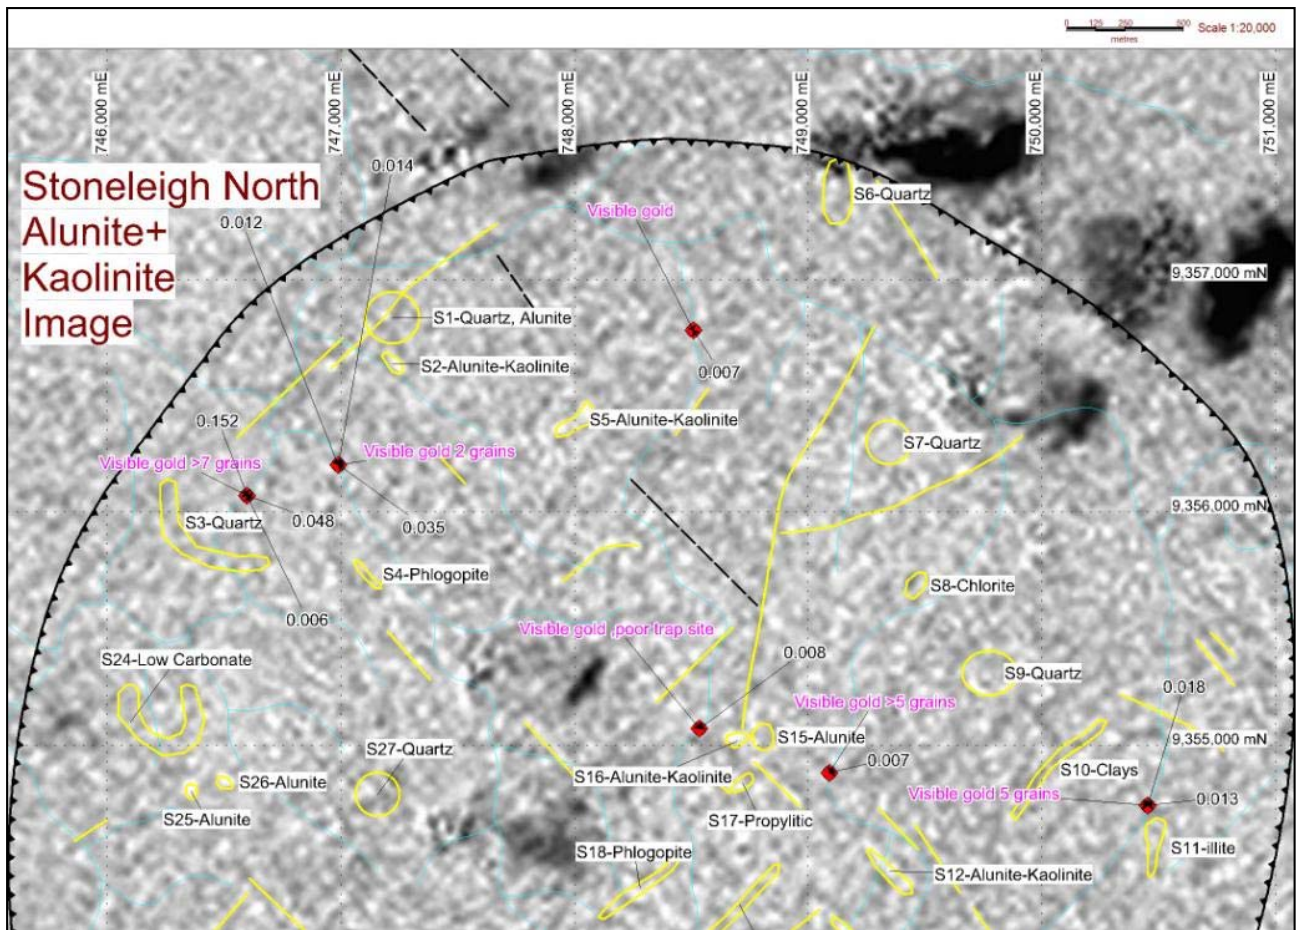 0 125 250 500
metres
Scale 1:20,000
746,000 mE
747,000 mE
748,000 mE
749,000 mE
750,000 mE
751,000 mE
Stoneleigh North
Alunite+
Kaolinite
Image
0.014
0.012
S6-Quartz
Visible gold
9,357,000 mN
S1-Quartz, Alunite
S2-Alunite-Kaolinite
0.007
0.152
S5-Alunite-Kaolinite
S7-Quartz
Visible gold 2 grains
Visible gold >7 grains
9,356,000 mN
S3-Quartz
0.048
0.035
S4-Phlogopite
S8-Chlorite
0.006
Visible gold ,poor trap site
0.008
S24-Low Carbonate
S9-Quartz
0.018
Visible gold >5 grains
S15-Alunite
9,355,000 mN
S27-Quartz
0.007
S10-Clays
S16-Alunite-Kaolinite
S26-Alunite
Visible gold 5 grains
0.013
S25-Alunite
S17-Propylitic
S11-illite
S18-Phlogopite
S12-Alunite-Kaolinite